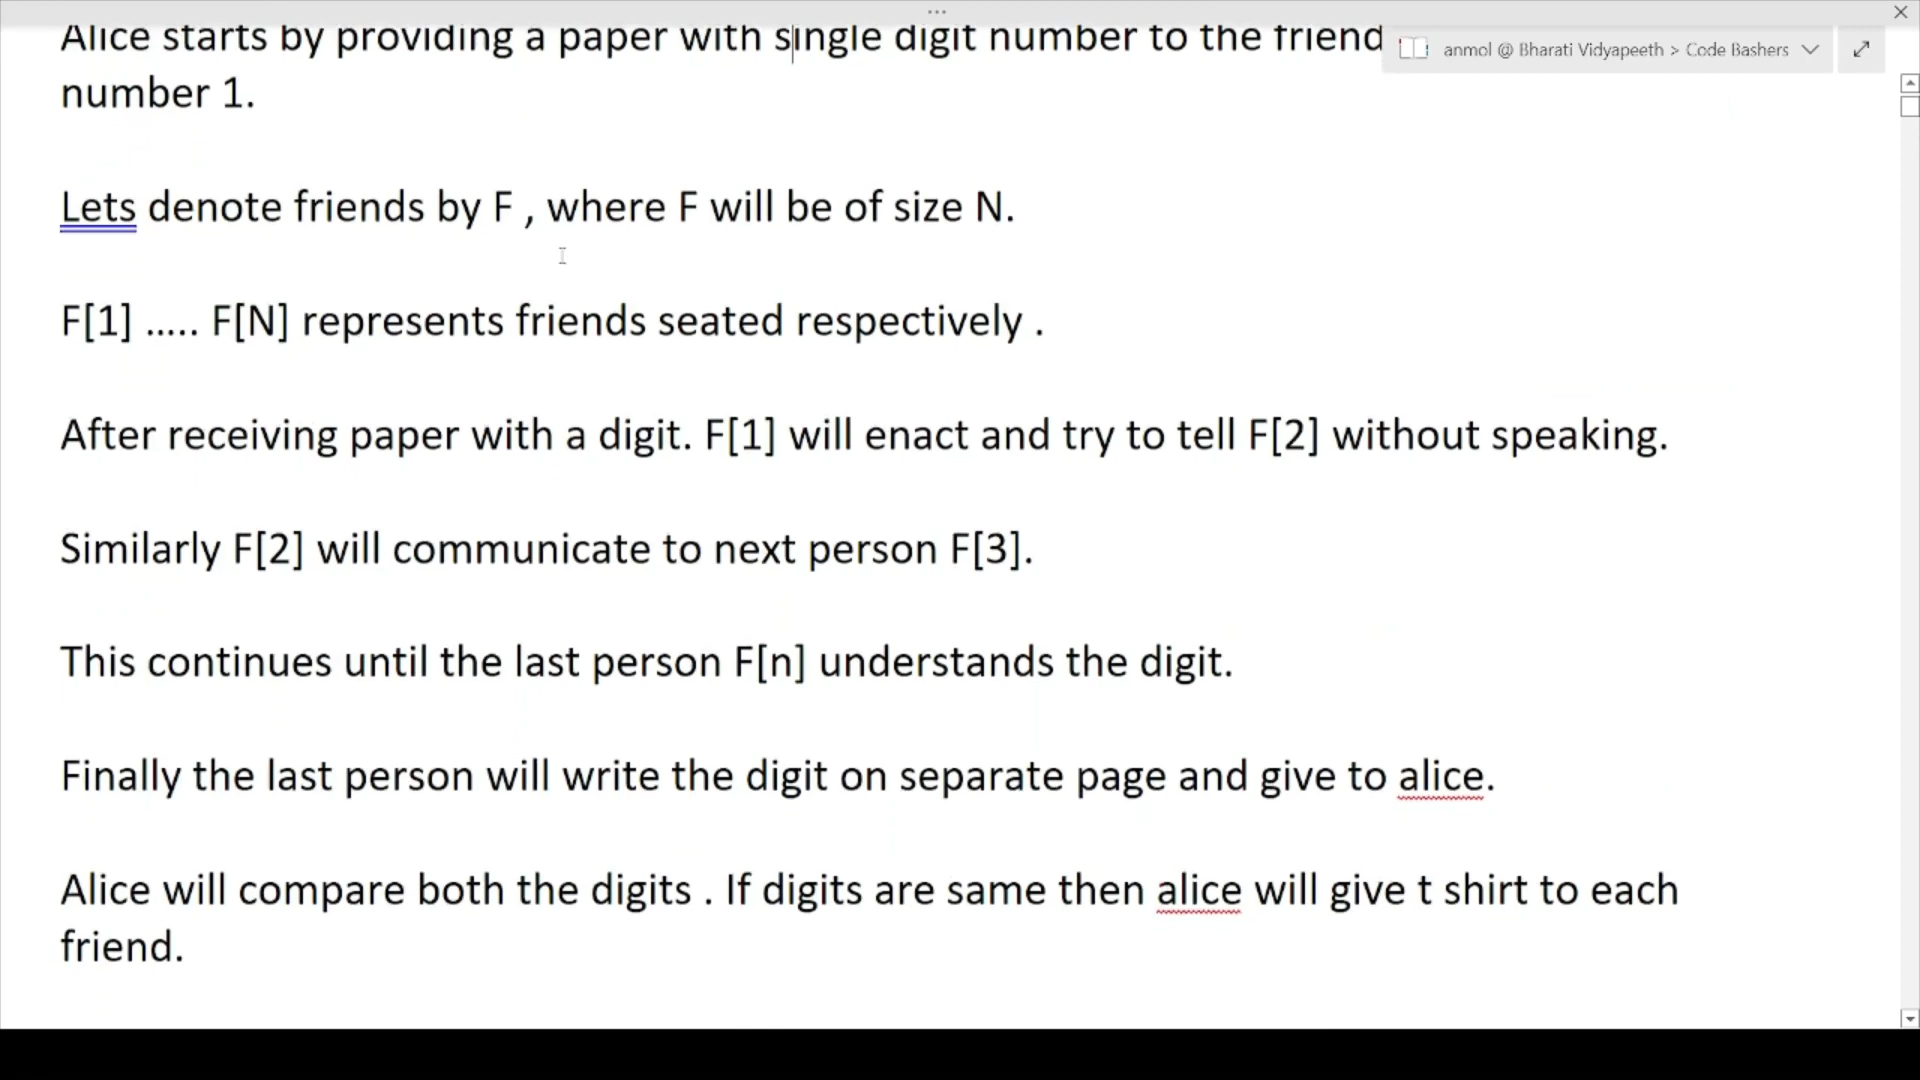 ...
Alice starts by providing a paper with single digit number to the friend
anmol @ Bharati Vidyapeeth > Code Bashers
number 1.
Lets denote friends by F , where F will be of size N.
F[1] ..... F[N] represents friends seated respectively .
After receiving paper with a digit. F[1] will enact and try to tell F[2] without speaking.
Similarly F[2] will communicate to next person F[3].
This continues until the last person F[n] understands the digit.
Finally the last person will write the digit on separate page and give to alice.
Alice will compare both the digits . If digits are same then alice will give t shirt to each
friend.